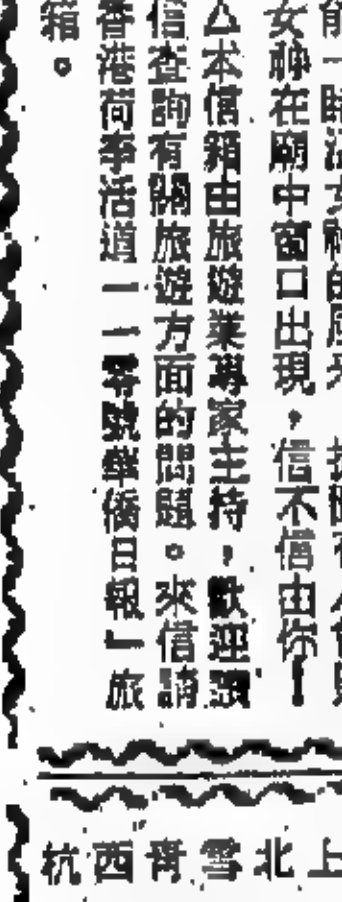 女神在廟中窗口出現，信不信由你！
△本信箱由旅遊業專家主持，歡迎讀
信查詢有關旅遊方面的問題。來信請
香港荷李活道一一零號華僑日報」旅
箱。
上北雪青西杭